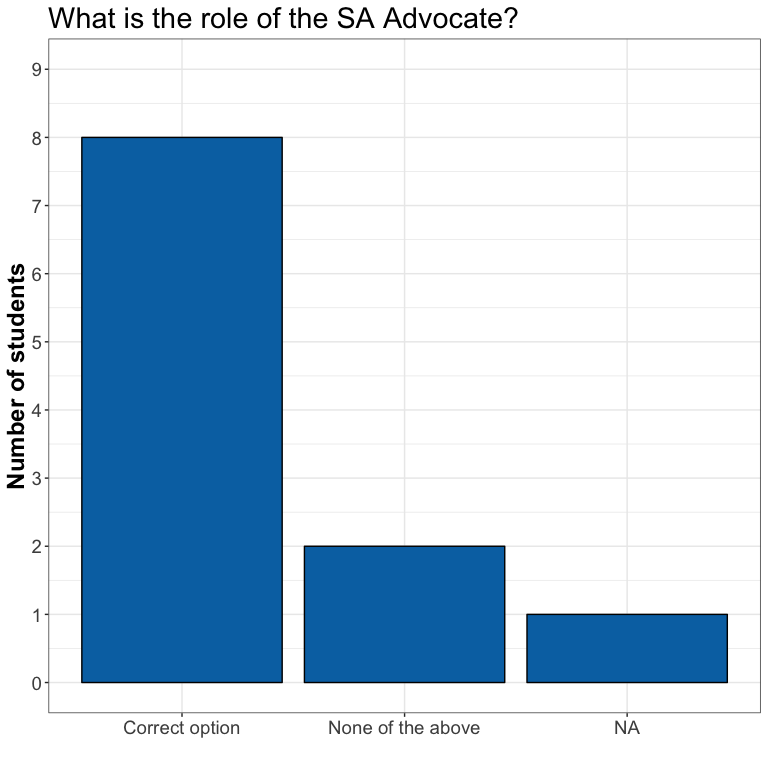 What is the role of the SA Advocate?
Number of students
9
8
7
6
5
4
3
2
1
0
Correct option
None of the above
NA